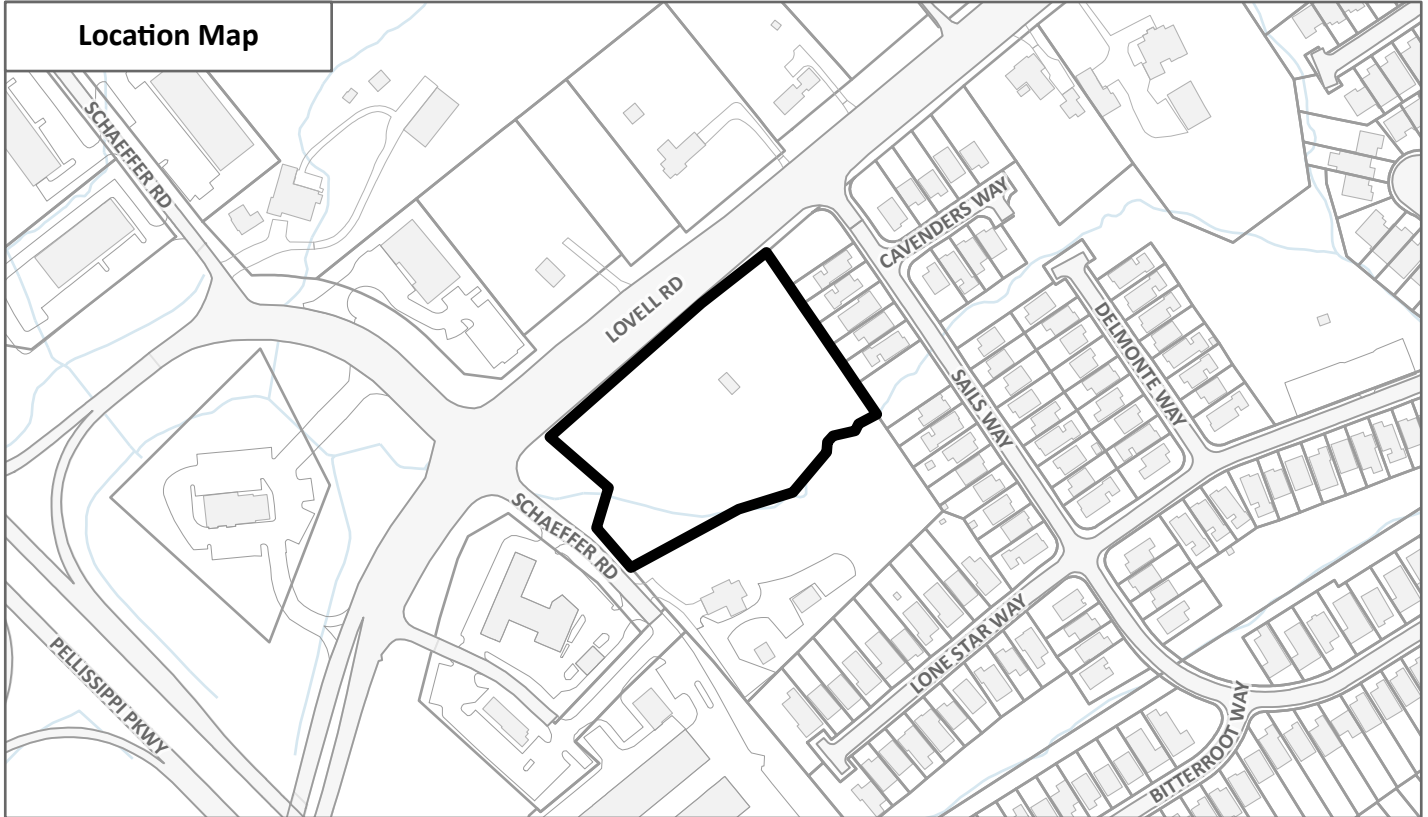 Location Map
SCHAEFFER RD
CAVENDERS WAY
LOVELL RD
DELMONTE WAY
SAILS WAY
SCHAEFFER RD
LONE STAR WAY
PELLISSIPPI PKWY
BITTERROOT WAY